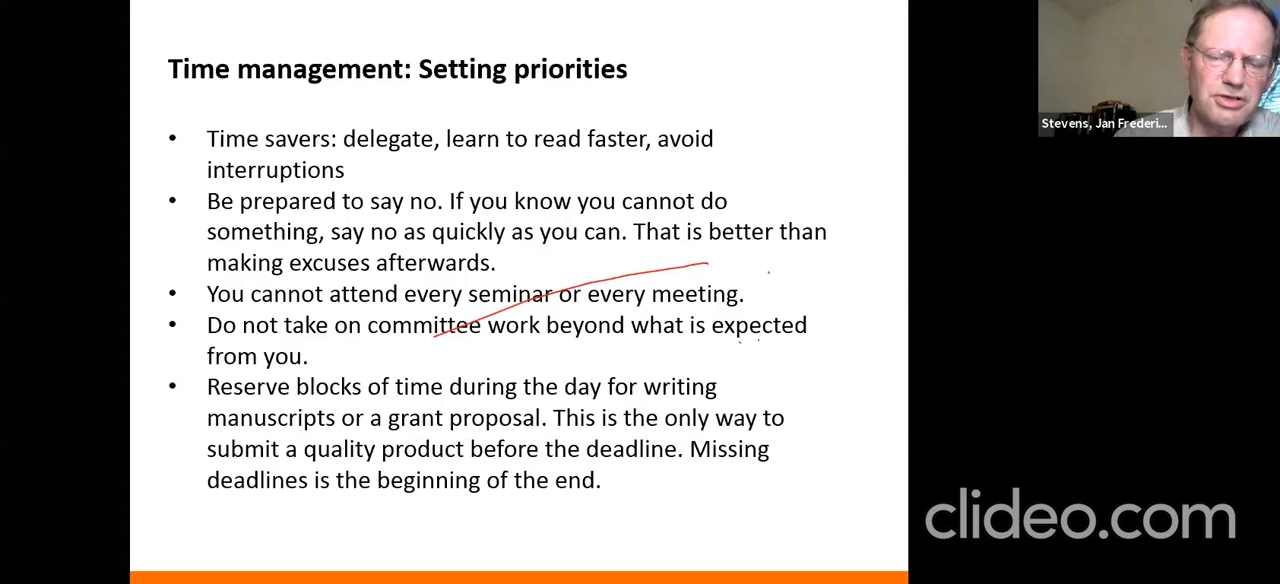 Time management: Setting priorities
• Time savers: delegate, learn to read faster, avoid
interruptions
• Be prepared to say no. If you know you cannot do
something, say no as quickly as you can. That is better than
making excuses afterwards.
• You cannot attend every seminar or every meeting.
• Do not take on committee work beyond what is expected
from you.
• Reserve blocks of time during the day for writing
manuscripts or a grant proposal. This is the only way to
submit a quality product before the deadline. Missing
deadlines is the beginning of the end.
Stevens, Jan Frederi...
clideo.com